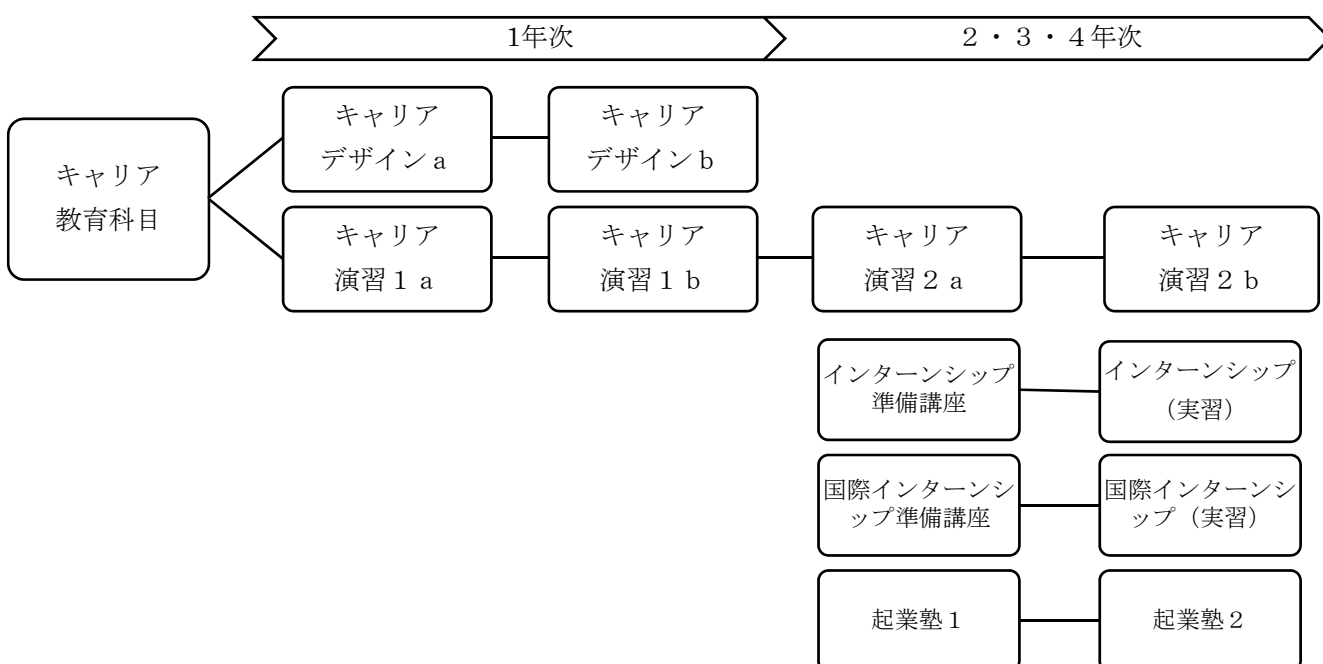 1年次
２・３・４年次
キャリア
教育科目
キャリア
デザインａ
キャリア
デザインｂ
キャリア
演習１ａ
キャリア
演習１ｂ
キャリア
演習２ａ
キャリア
演習２ｂ
インターンシップ
準備講座
インターンシップ
（実習）
国際インターンシ
ップ準備講座
国際インターンシ
ップ（実習）
起業塾１
起業塾２